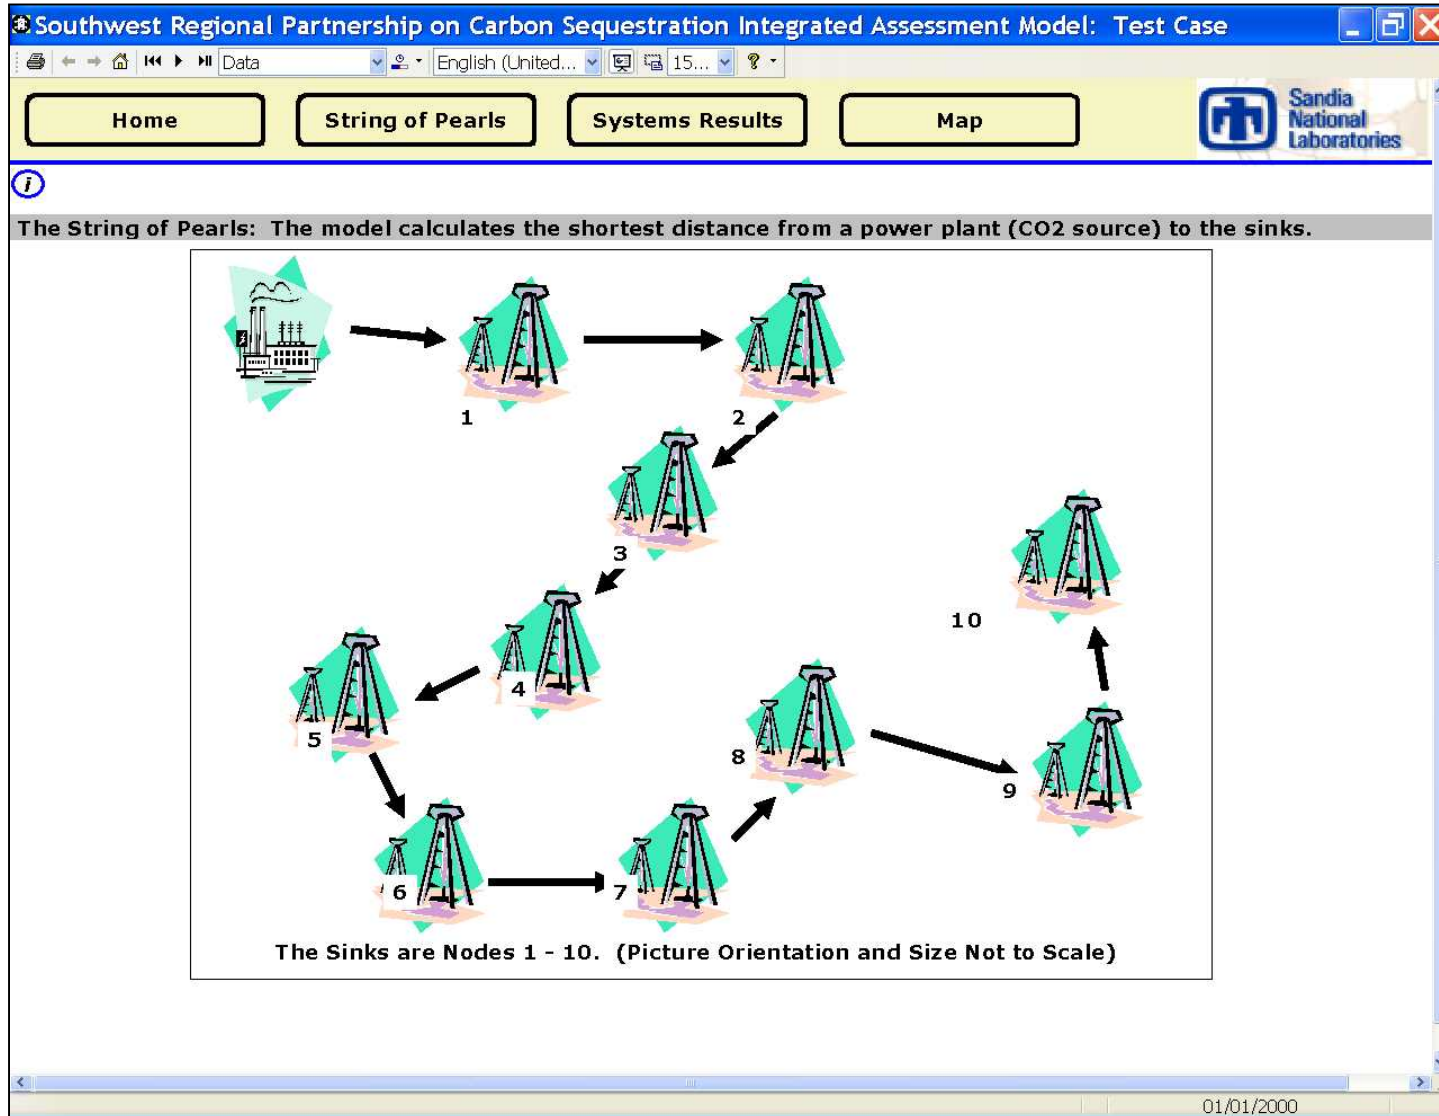 Southwest Regional Partnership on Carbon Sequestration Integrated Assessment Model: Test Case
Data English (United... 15...
Home String of Pearls Systems Results Map
Sandia
National
Laboratories
i
The String of Pearls: The model calculates the shortest distance from a power plant (CO2 source) to the sinks.
1
2
3
10
4
5
8
9
6
7
The Sinks are Nodes 1 - 10. (Picture Orientation and Size Not to Scale)
01/01/2000